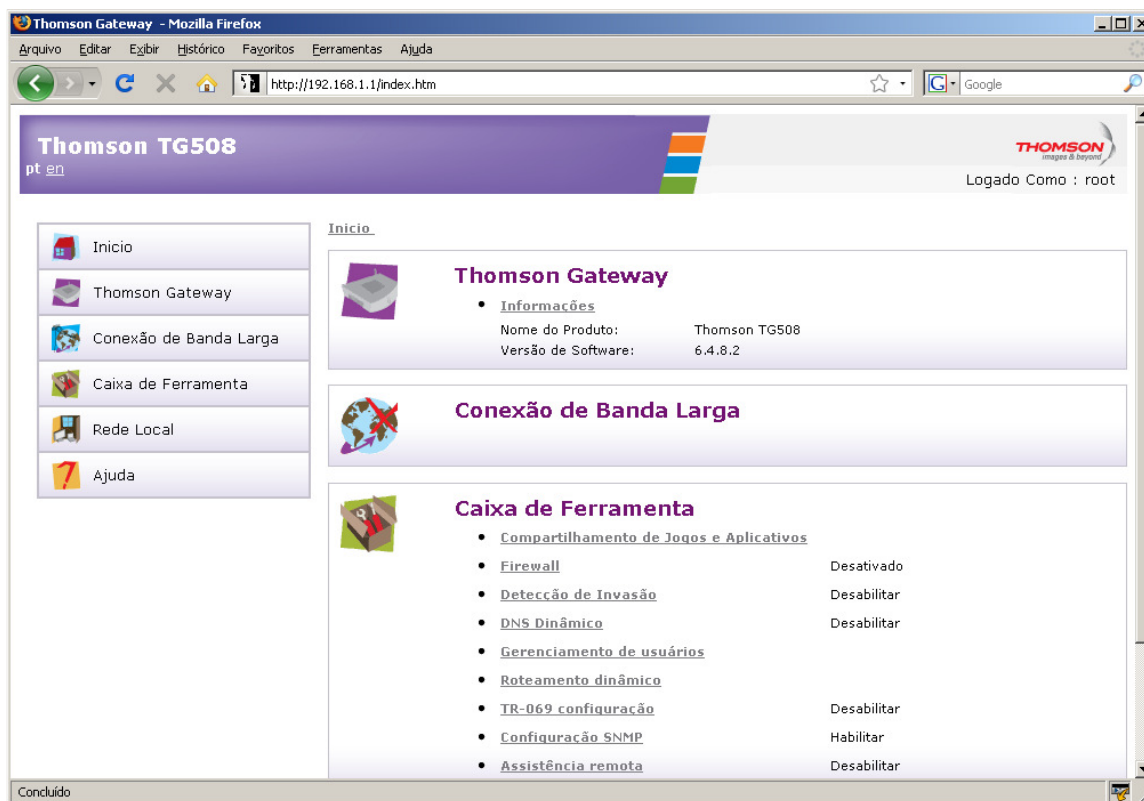 Thomson Gateway - Mozilla Firefox
Arquivo Editar Exibir Histórico Favoritos Ferramentas Ajuda
http://192.168.1.1/index.htm
G Google
Thomson TG508
pt en
THOMSON
images & beyond
Logado Como : root
Inicio
Thomson Gateway
Conexão de Banda Larga
Caixa de Ferramenta
Rede Local
Ajuda
Inicio
Thomson Gateway
Informações
Nome do Produto: Thomson TG508
Versão de Software: 6.4.8.2
Conexão de Banda Larga
Caixa de Ferramenta
Compartilhamento de Jogos e Aplicativos
Firewall Desativado
Detecção de Invasão Desabilitar
DNS Dinâmico Desabilitar
Gerenciamento de usuários
Roteamento dinâmico
TR-069 configuração Desabilitar
Configuração SNMP Habilitar
Assistência remota Desabilitar
Concluído